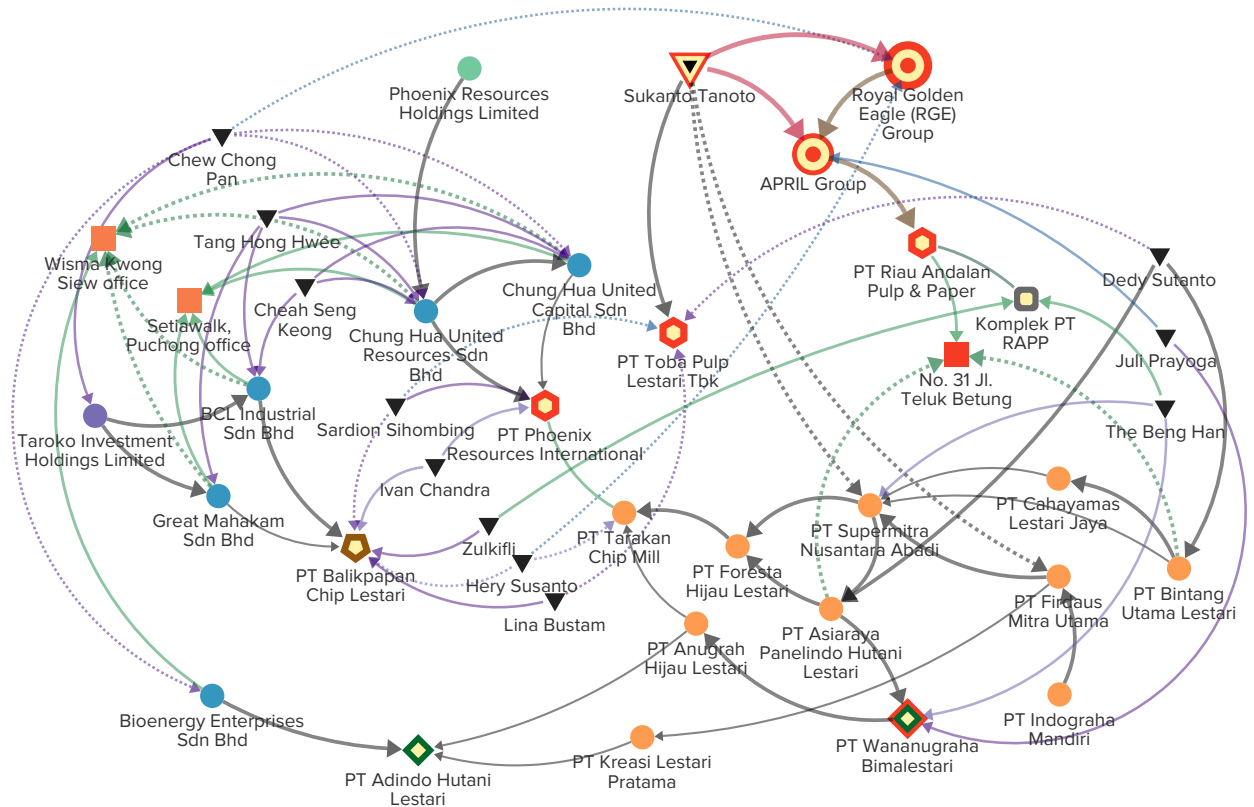 Phoenix Resources
Holdings Limited
Sukanto Tanoto
Royal Golden
Eagle (RGE)
Group
Chew Chong
Pan
APRIL Group
Tang Hong Hwee
Wisma Kwong
Siew office
PT Riau Andalan
Pulp & Paper
Dedy Sutanto
Chung Hua United
Capital Sdn
Bhd
Cheah Seng
Keong
Setiawalk,
Puchong office
Chung Hua United
Resources Sdn
Bhd
Komplek PT
RAPP
PT Toba Pulp
Lestari Tbk
Juli Prayoga
No. 31 Jl.
Teluk Betung
BCL Industrial
Sdn Bhd
Sardion Sihombing
PT Phoenix
Resources International
The Beng Han
Taroko Investment
Holdings Limited
Ivan Chandra
PT Cahayamas
Lestari Jaya
Great Mahakam
Sdn Bhd
Zulkifli
PT Tarakan
Chip Mill
PT Supermitra
Nusantara Abadi
PT Balikpapan
Chip Lestari
Hery Susanto
PT Foresta
Hijau Lestari
PT Firdaus
Mitra Utama
PT Bintang
Utama Lestari
Lina Bustam
PT Anugrah
Hijau Lestari
PT Asiaraya
Panelindo Hutani
Lestari
Bioenergy Enterprises
Sdn Bhd
PT Indograha
Mandiri
PT Adindo Hutani
Lestari
PT Kreasi Lestari
Pratama
PT Wananugraha
Bimalestari